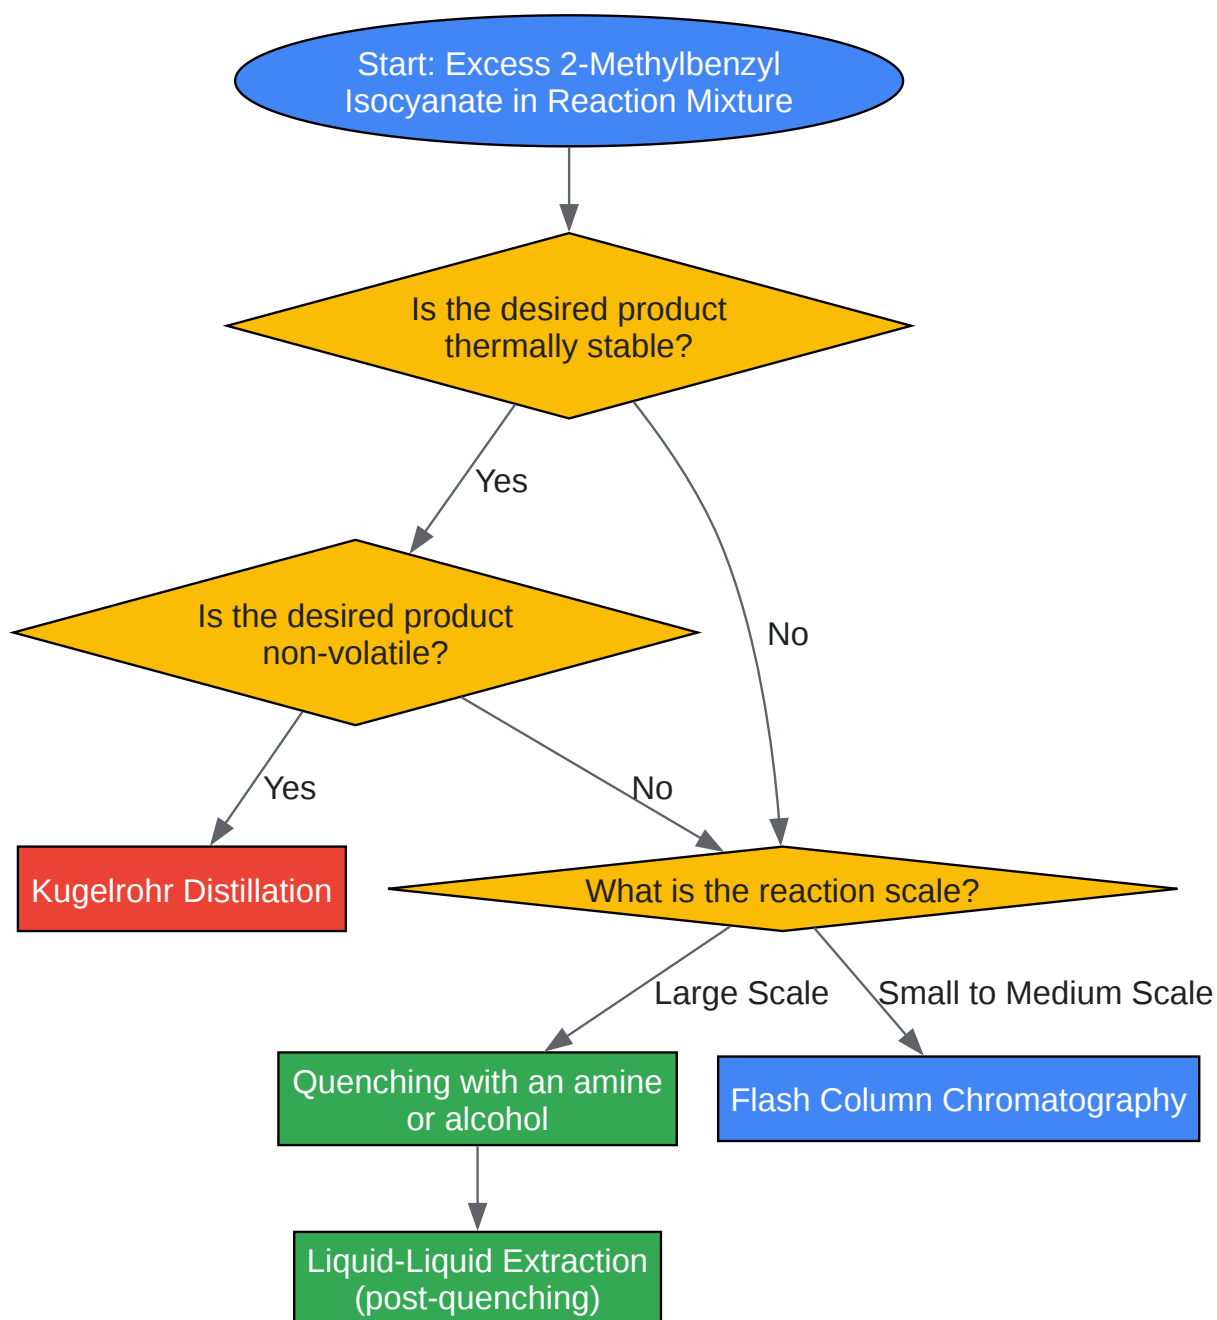 Start: Excess 2-Methylbenzyl
Isocyanate in Reaction Mixture
Is the desired product
thermally stable?
Yes
Is the desired product
non-volatile?
No
Yes
No
Kugelrohr Distillation
What is the reaction scale?
Large Scale
Small to Medium Scale
Quenching with an amine
or alcohol
Flash Column Chromatography
Liquid-Liquid Extraction
(post-quenching)